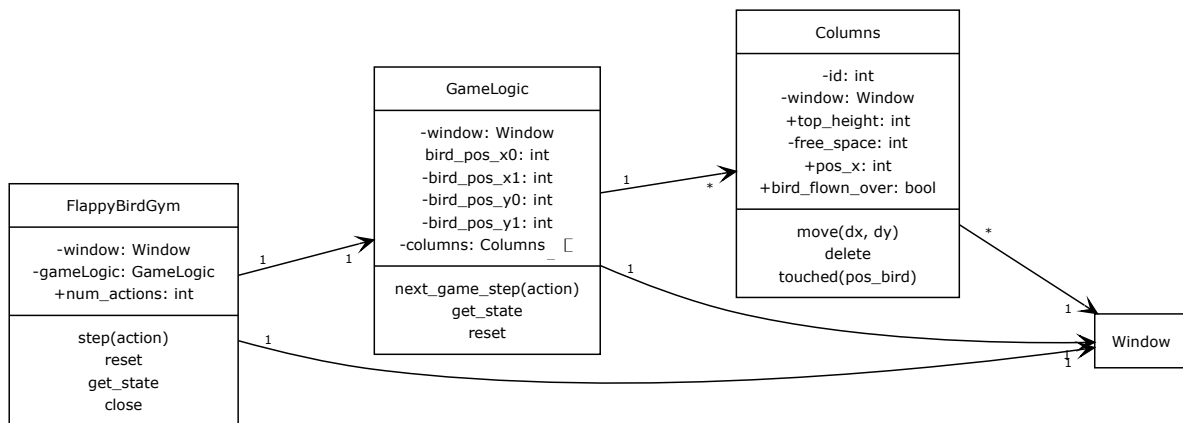 FlappyBirdGym
-window: Window
-gameLogic: GameLogic
+num_actions: int
step(action)
reset
get_state
close
1
1
1
1
GameLogic
-window: Window
bird_pos_x0: int
-bird_pos_x1: int
-bird_pos_y0: int
-bird_pos_y1: int
-columns: Columns _ [
next_game_step(action)
get_state
reset
1
*
1
1
Columns
-id: int
-window: Window
+top_height: int
-free_space: int
+pos_x: int
+bird_flown_over: bool
move(dx, dy)
delete
touched(pos_bird)
*
1
Window